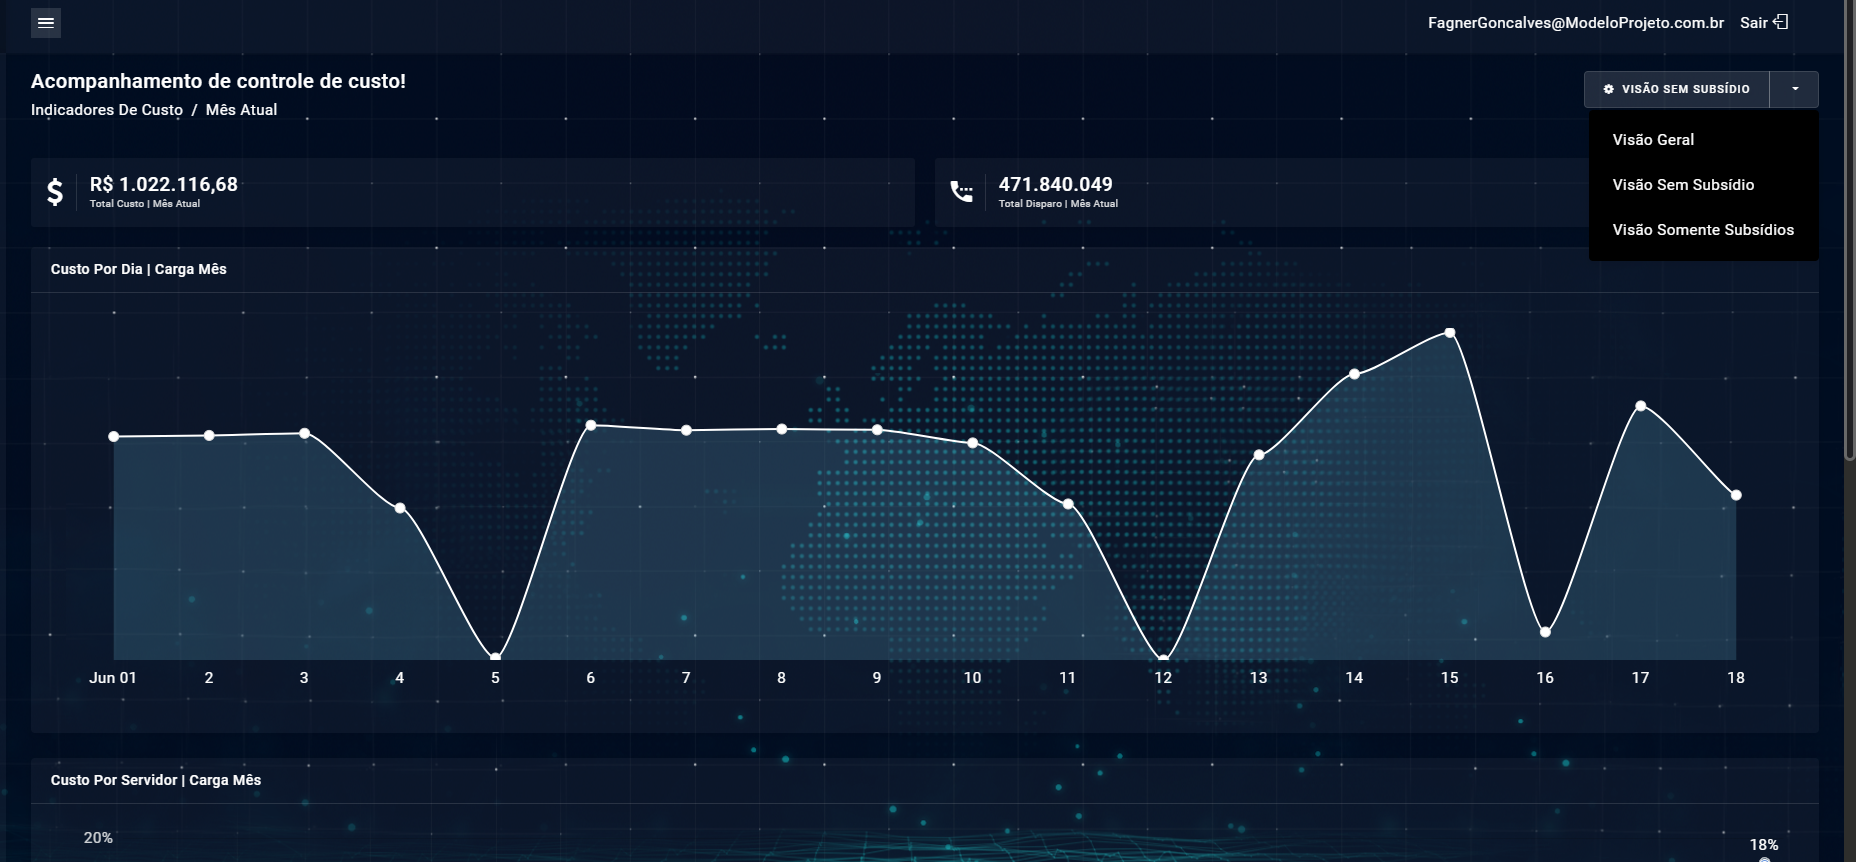 FagnerGoncalves@ModeloProjeto.com.br Sair
Acompanhamento de controle de custo!
Indicadores De Custo / Mês Atual
VISÃO SEM SUBSÍDIO
Visão Geral
Visão Sem Subsídio
Visão Somente Subsídios
R$ 1.022.116,68
Total Custo | Mês Atual
471.840.049
Total Disparo | Mês Atual
Custo Por Dia | Carga Mês
Jun 01 2 3 4 5 6 7 8 9 10 11 12 13 14 15 16 17 18
Custo Por Servidor | Carga Mês
20%
18%